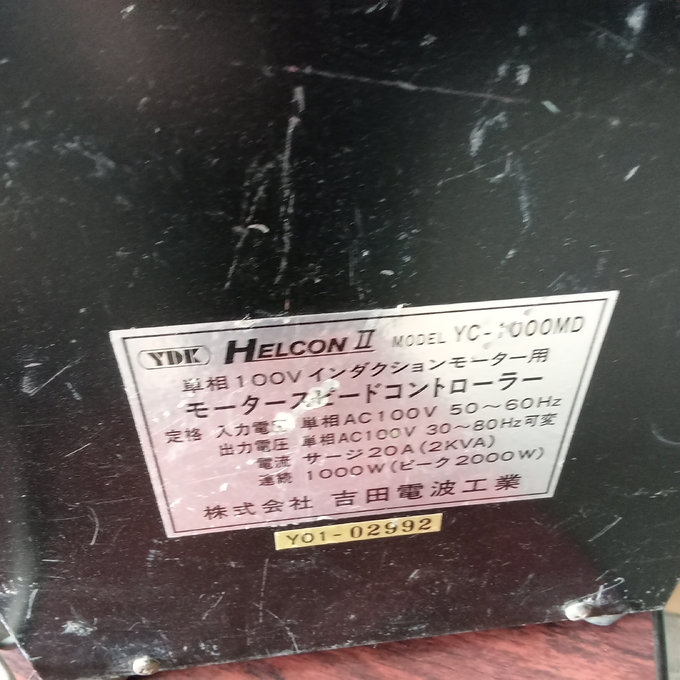 YDK HELCON II MODEL YC-1000MD
単相100V インダクションモーター用
モータースピードコントローラー
定格 入力電圧 単相AC100V 50～60Hz
出力電圧 単相AC100V 30～80Hz可変
電流 サージ20A(2KVA)
連続 1000W(ピーク2000W)
株式会社 吉田電波工業
Y01-02992